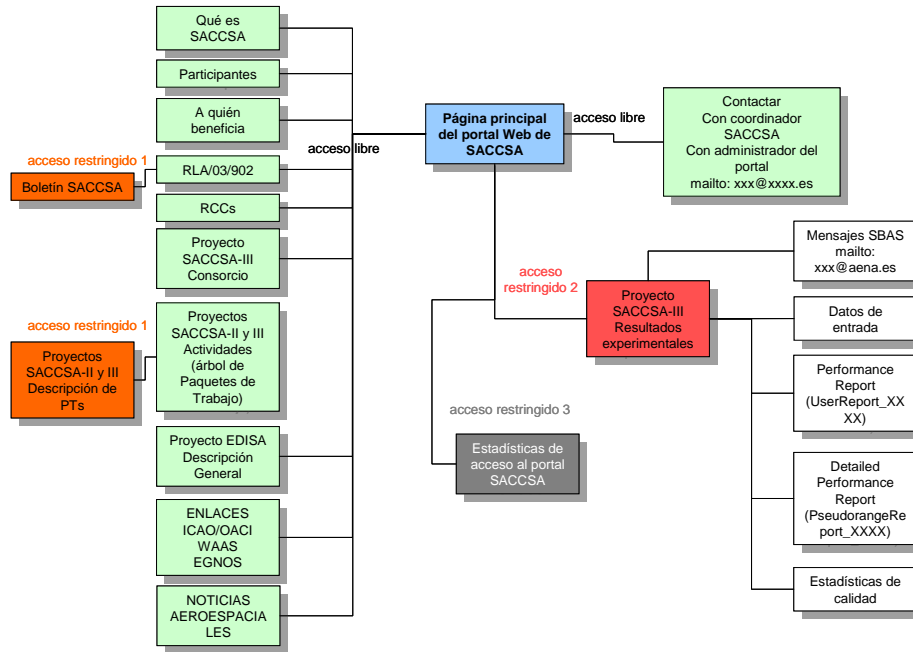 Qué es
SACCSA
Participantes
A quién
beneficia
acceso restringido 1
Boletín SACCSA
RLA/03/902
RCCs
Proyecto
SACCSA-III
Consorcio
acceso restringido 1
Proyectos
SACCSA-II y III
Descripción de
PTs
Proyectos
SACCSA-II y III
Actividades
(árbol de
Paquetes de
Trabajo)
Proyecto EDISA
Descripción
General
ENLACES
ICAO/OACI
WAAS
EGNOS
NOTICIAS
AEROESPACIA
LES
acceso libre
Página principal
del portal Web de
SACCSA
acceso libre
Contactar
Con coordinador
SACCSA
Con administrador del
portal
mailto: xxx@xxxx.es
acceso
restringido 2
Proyecto
SACCSA-III
Resultados
experimentales
acceso restringido 3
Estadísticas de
acceso al portal
SACCSA
Mensajes SBAS
mailto:
xxx@aena.es
Datos de
entrada
Performance
Report
(UserReport_XX
XX)
Detailed
Performance
Report
(PseudorangeRe
port_XXXX)
Estadísticas de
calidad